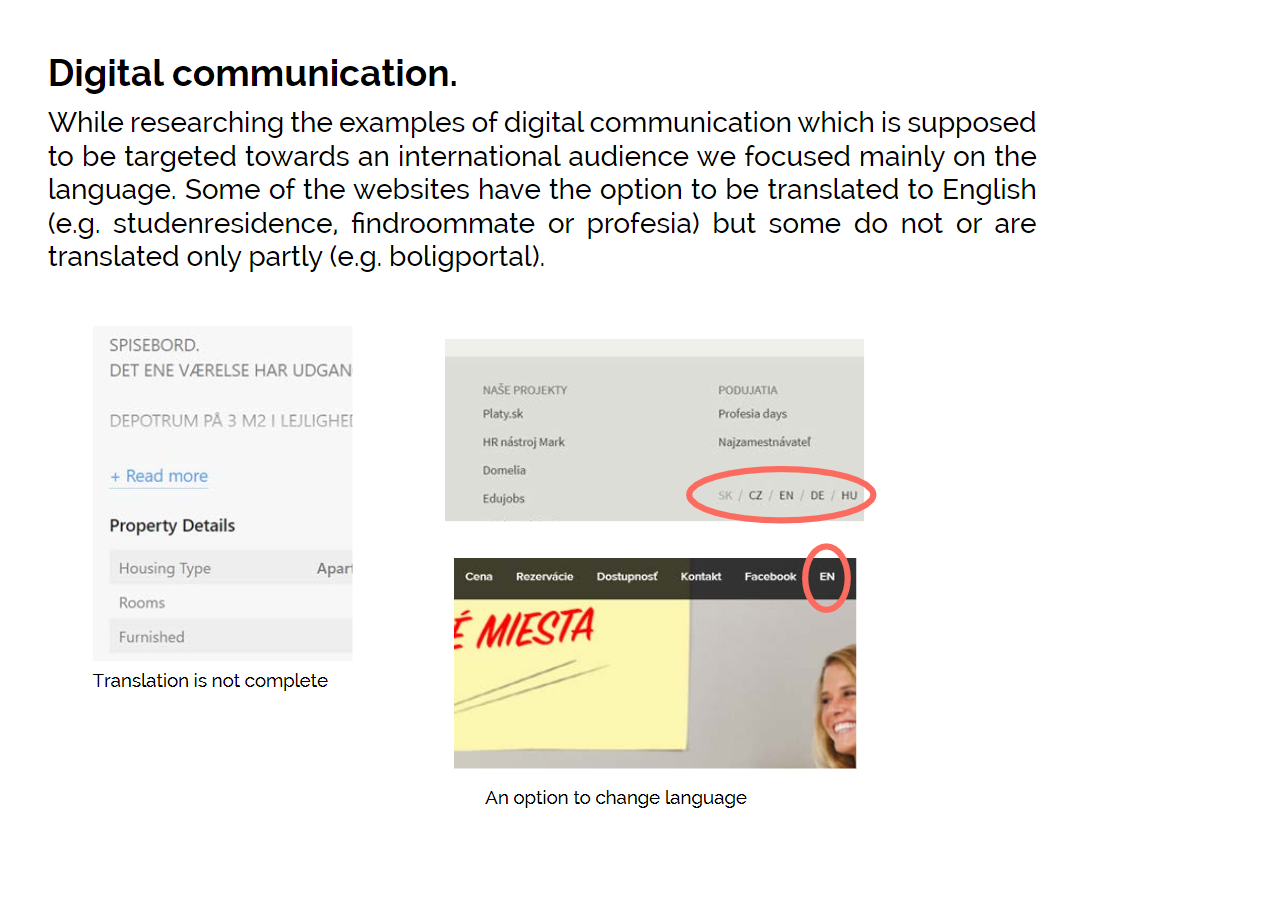 Digital communication.
While researching the examples of digital communication which is supposed
to be targeted towards an international audience we focused mainly on the
language. Some of the websites have the option to be translated to English
(e.g. studenresidence, findroommate or profesia) but some do not or are
translated only partly (e.g. boligportal).
SPISEBORD.
DET ENE VÆRELSE HAR UDGAN
DEPOTRUM PÅ 3 M2 I LEJLIGHED
+ Read more
Property Details
Housing Type Apart
Rooms
Furnished
Translation is not complete
NAŠE PROJEKTY PODUJATIA
Platy.sk Profesia days
HR nástroj Mark Najzamestnávateľ
Domelia
Edujobs SK / CZ / EN / DE / HU
Cena Rezervácie Dostupnosť Kontakt Facebook EN
É MIESTA
An option to change language